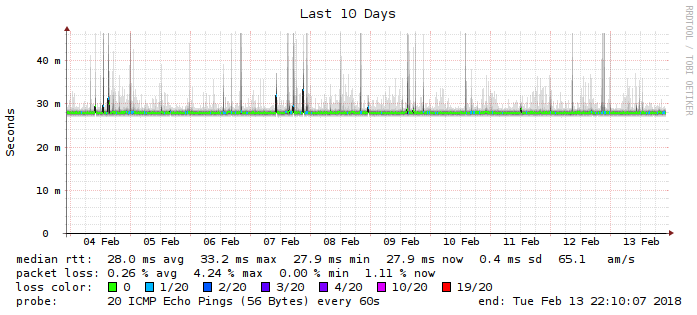 Last 10 Days
RRDTOOL / TOBI OETIKER
Seconds
40 m
30 m
20 m
10 m
0
04 Feb 05 Feb 06 Feb 07 Feb 08 Feb 09 Feb 10 Feb 11 Feb 12 Feb 13 Feb
median rtt: 28.0 ms avg 33.2 ms max 27.9 ms min 27.9 ms now 0.4 ms sd 65.1 am/s
packet loss: 0.26 % avg 4.24 % max 0.00 % min 1.11 % now
loss color: 0 1/20 2/20 3/20 4/20 10/20 19/20
probe: 20 ICMP Echo Pings (56 Bytes) every 60s end: Tue Feb 13 22:10:07 2018